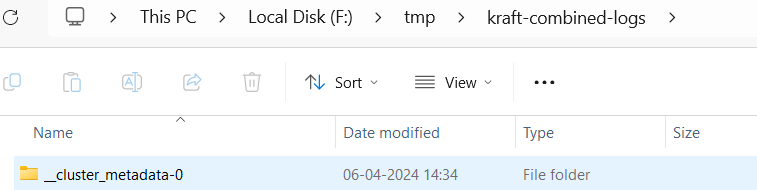 This PC > Local Disk (F:) > tmp > kraft-combined-logs >
Sort View ...
Name Date modified Type Size
__cluster_metadata-0 06-04-2024 14:34 File folder